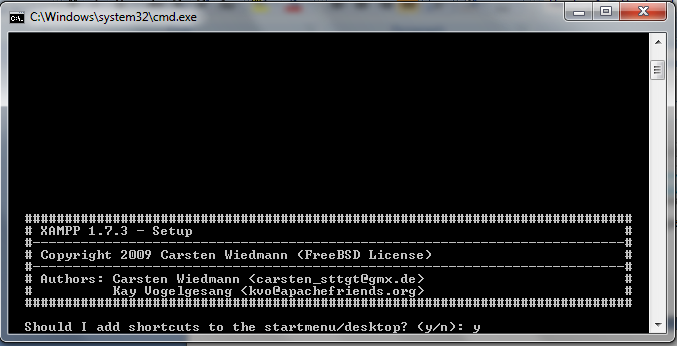 C:\Windows\system32\cmd.exe
###########################################################################
# XAMPP 1.7.3 - Setup #
#-------------------------------------------------------------------------#
# Copyright 2009 Carsten Wiedmann (FreeBSD License) #
#-------------------------------------------------------------------------#
# Authors: Carsten Wiedmann <carsten_sttgt@gmx.de> #
# Kay Vogelgesang <kvo@apachefriends.org> #
###########################################################################
Should I add shortcuts to the startmenu/desktop? (y/n): y